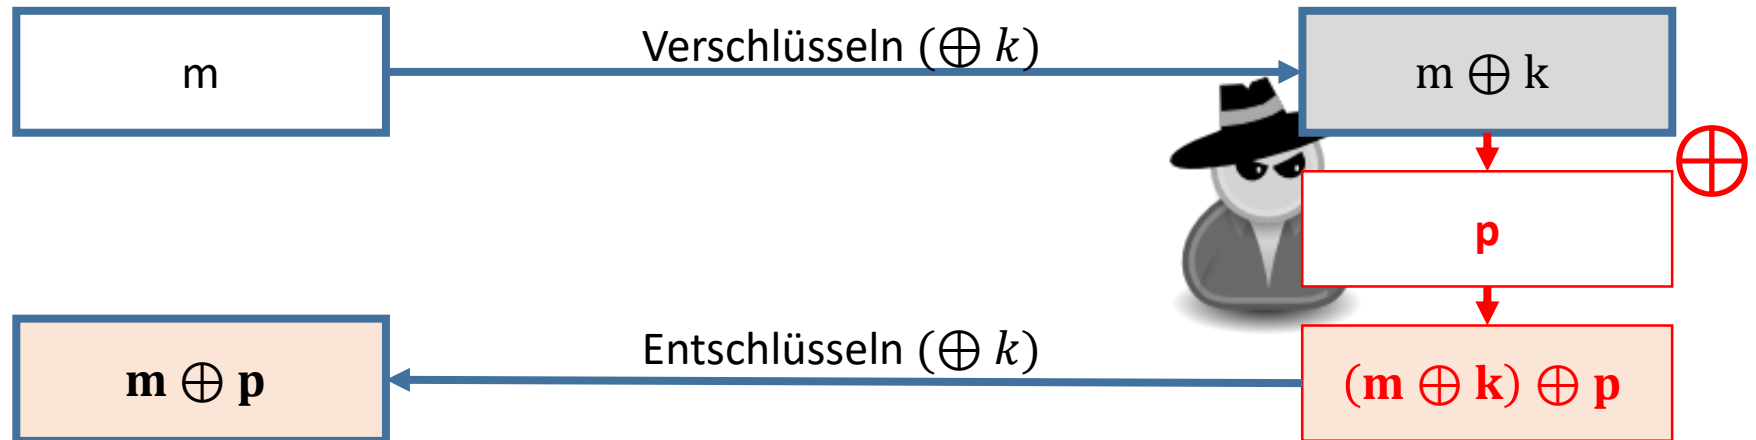 m
Verschlüsseln (⊕ k)
m ⊕ k
⊕
p
m ⊕ p
Entschlüsseln (⊕ k)
(m ⊕ k) ⊕ p